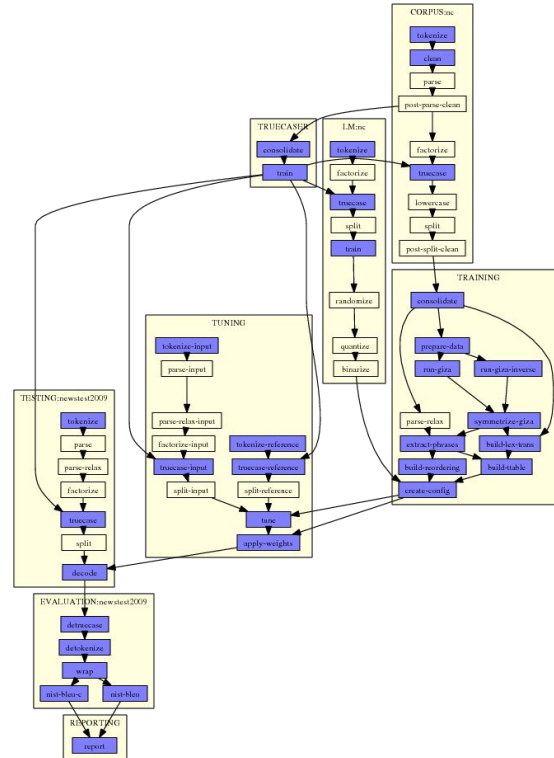 CORPUS:nc
tokenize
clean
parse
post-parse-clean
factorize
truecase
lowercase
split
post-split-clean
TRUECASER
consolidate
train
LM:nc
tokenize
factorize
truecase
split
train
randomize
quantize
binarize
TRAINING
consolidate
prepare-data
run-giza
run-giza-inverse
parse-relax
symmetrize-giza
extract-phrases
build-lex-trans
build-reordering
build-ttable
create-config
TUNING
tokenize-input
parse-input
parse-relax-input
factorize-input
tokenize-reference
truecase-input
truecase-reference
split-input
split-reference
tune
apply-weights
TESTING:newstest2009
tokenize
parse
parse-relax
factorize
truecase
split
decode
EVALUATION:newstest2009
detruecase
detokenize
wrap
nist-bleu-c
nist-bleu
REPORTING
report